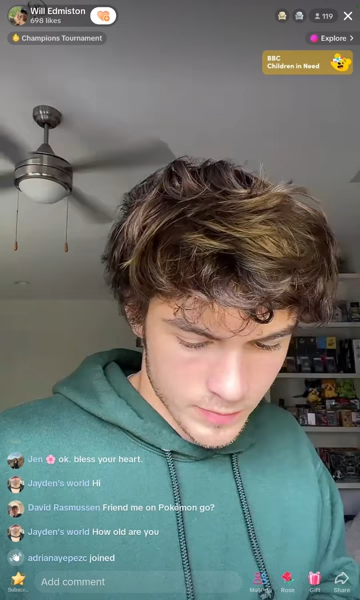 Will Edmiston
698 likes
119
Champions Tournament
Explore
BBC
Children in Need
Jen 🌸 ok. bless your heart.
Jayden's world Hi
David Rasmussen Friend me on Pokémon go?
Jayden's world How old are you
adrianayepezc joined
Add comment
Rose
Gift
Share